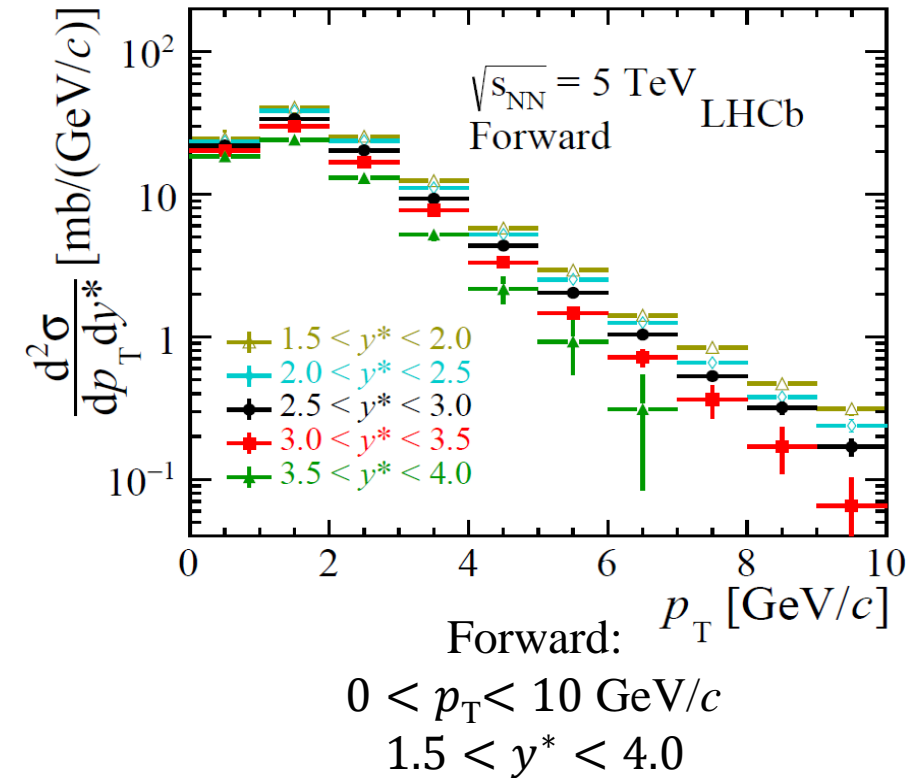 10²
10
1
10⁻¹
d²σ/dp_T dy* [mb/(GeV/c)]
√s_NN = 5 TeV
Forward
LHCb
1.5 < y* < 2.0
2.0 < y* < 2.5
2.5 < y* < 3.0
3.0 < y* < 3.5
3.5 < y* < 4.0
0 2 4 6 8 10
p_T [GeV/c]
Forward:
0 < p_T < 10 GeV/c
1.5 < y* < 4.0